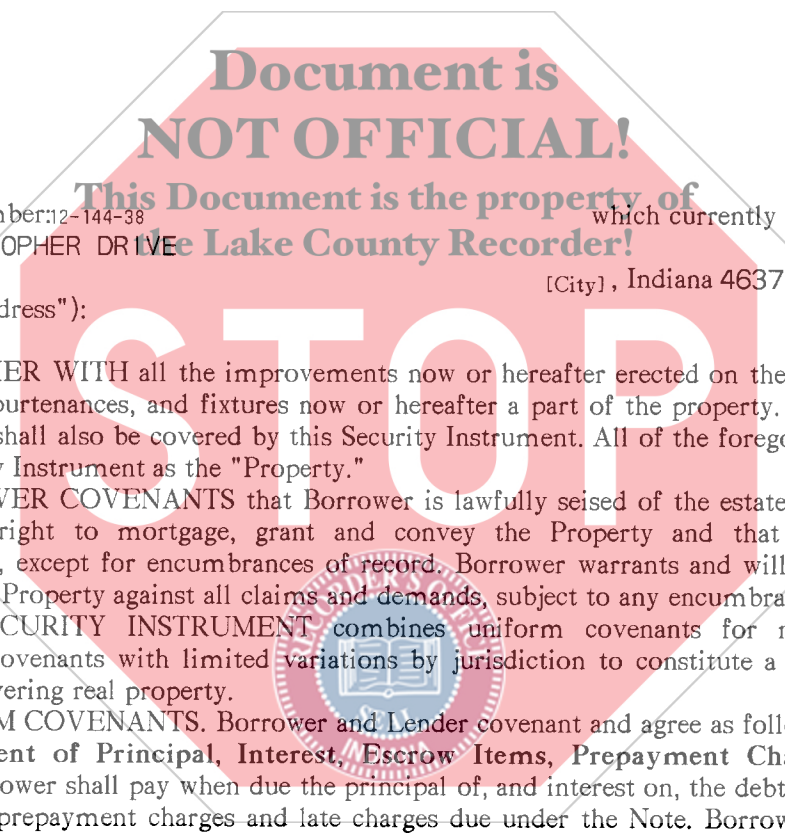 Document is
NOT OFFICIAL!
This Document is the property of
the Lake County Recorder!
ber:12-144-38 which currently
OPHER DRIVE
[City], Indiana 4637
dress"):
STOP
ER WITH all the improvements now or hereafter erected on the
ourtenances, and fixtures now or hereafter a part of the property.
shall also be covered by this Security Instrument. All of the forego
Instrument as the "Property."
VER COVENANTS that Borrower is lawfully seised of the estate
right to mortgage, grant and convey the Property and that
, except for encumbrances of record. Borrower warrants and will
Property against all claims and demands, subject to any encumbra
CURITY INSTRUMENT combines uniform covenants for
ovenants with limited variations by jurisdiction to constitute a
vering real property.
M COVENANTS. Borrower and Lender covenant and agree as foll
ent of Principal, Interest, Escrow Items, Prepayment Cha
ower shall pay when due the principal of, and interest on, the debt
prepayment charges and late charges due under the Note. Borrow
RECORDER'S OFFICE
SEAL
INDIANA